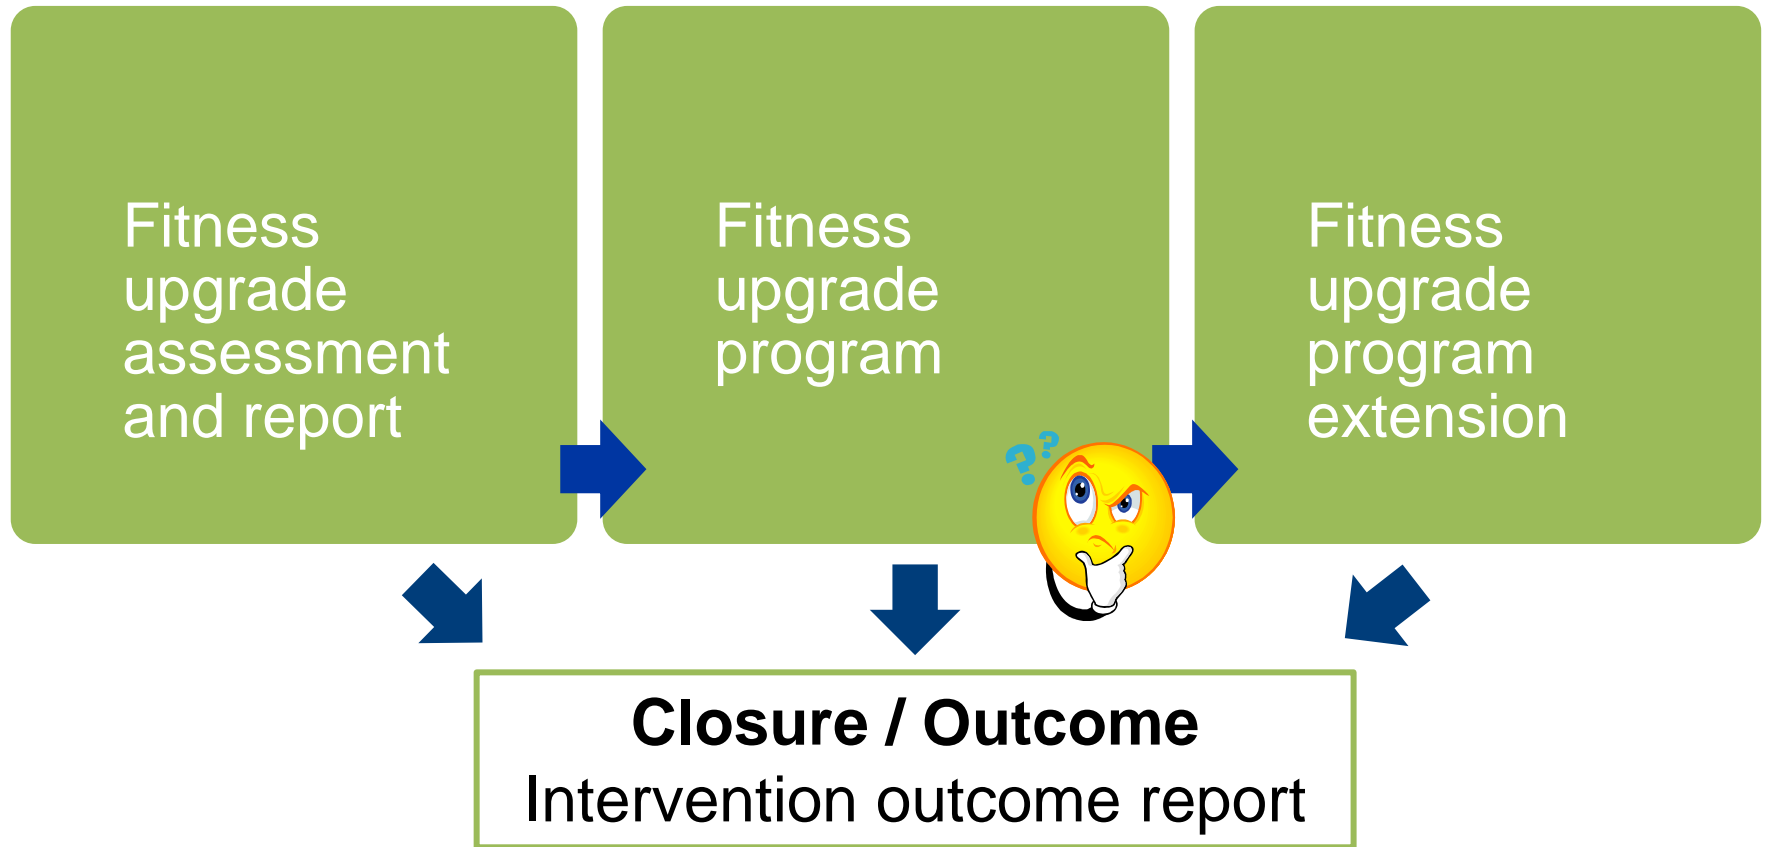 Fitness
upgrade
assessment
and report
Fitness
upgrade
program
??
Fitness
upgrade
program
extension
Closure / Outcome
Intervention outcome report